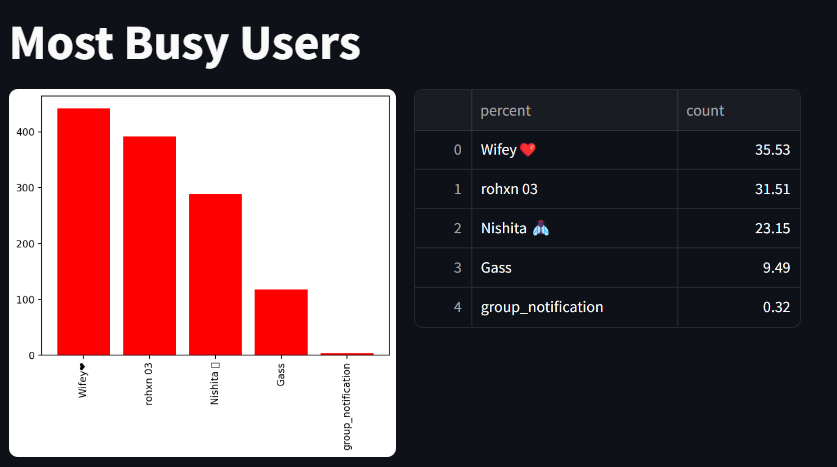 Most Busy Users
400
300
200
100
0
Wifey❤
rohxn 03
Nishita ▯
Gass
group_notification
percent count
0 Wifey ❤️ 35.53
1 rohxn 03 31.51
2 Nishita 🫁 23.15
3 Gass 9.49
4 group_notification 0.32